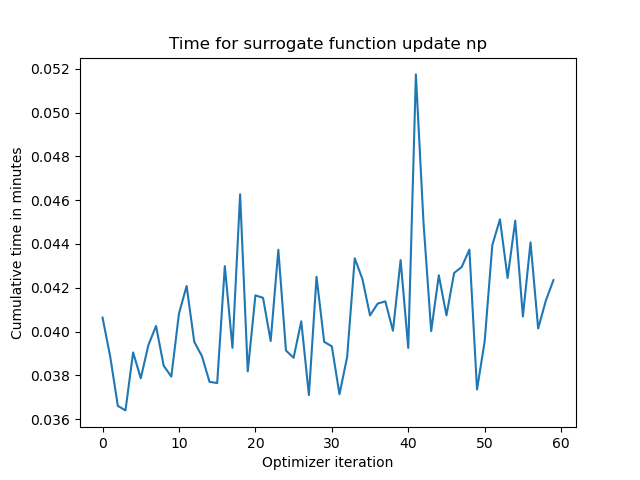 Time for surrogate function update np
0.052
0.050
0.048
0.046
0.044
0.042
0.040
0.038
0.036
Cumulative time in minutes
0 10 20 30 40 50 60
Optimizer iteration